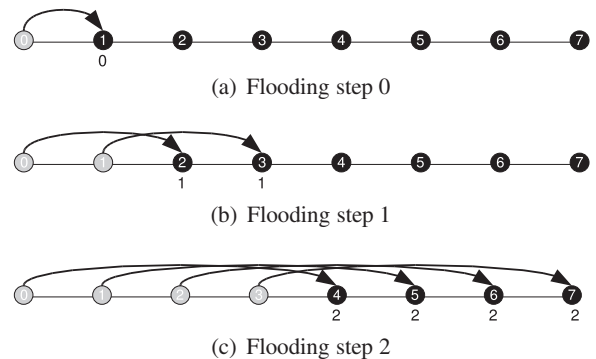 0 1 2 3 4 5 6 7
0
(a) Flooding step 0
0 1 2 3 4 5 6 7
1 1
(b) Flooding step 1
0 1 2 3 4 5 6 7
2 2 2 2
(c) Flooding step 2